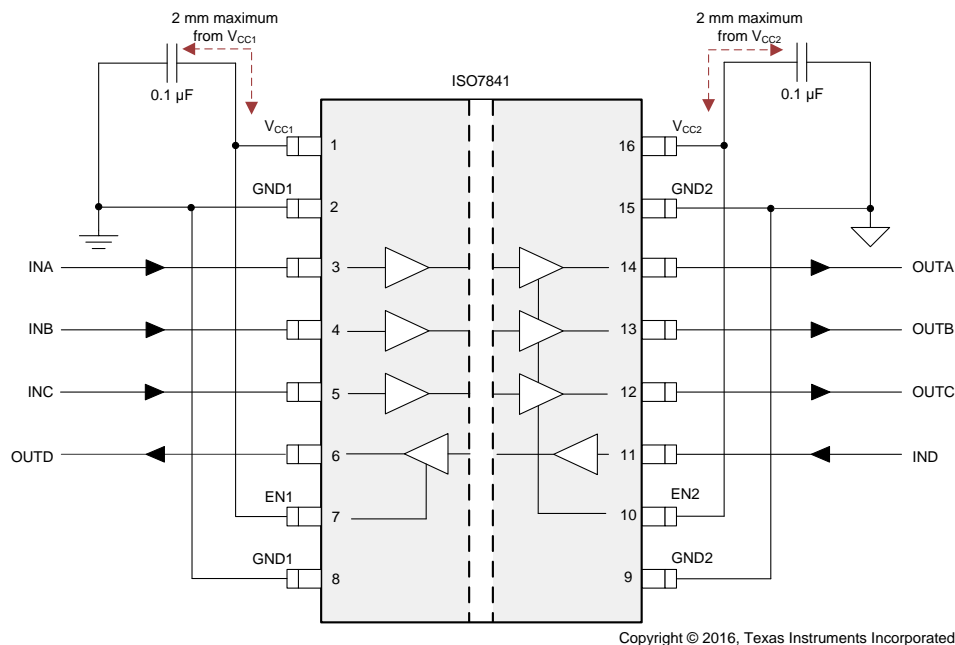 2 mm maximum
from VCC1
2 mm maximum
from VCC2
0.1 µF
0.1 µF
ISO7841
VCC1
1
16
VCC2
GND1
2
15
GND2
INA
3
14
OUTA
INB
4
13
OUTB
INC
5
12
OUTC
OUTD
6
11
IND
EN1
7
10
EN2
GND1
8
9
GND2
Copyright © 2016, Texas Instruments Incorporated